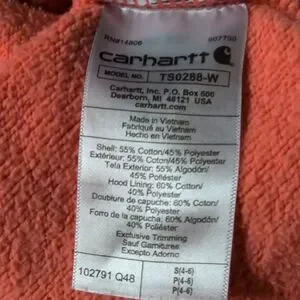 RN#14806
carhartt
MODEL NO. TS0288-W
Carhartt, Inc. P.O. Box 600
Dearborn, MI 48121 USA
www.carhartt.com
Made in Vietnam
Fabriqué au Vietnam
Hecho en Vietnam
Shell: 55% Cotton/45% Polyester
Extérieur: 55% Coton/45% Polyester
Tela Exterior: 55% Algodón/
45% Poliéster
Hood Lining: 60% Cotton/
40% Polyester
Doublure de capuche: 60% Coton/
40% Polyester
Forro de la capucha: 60% Algodón/
40% Poliéster
Exclusive Trimming
Sauf Garnitures
Excepto Adorno
102791 Q48
S(4-6)
P(4-6)
P(4-6)